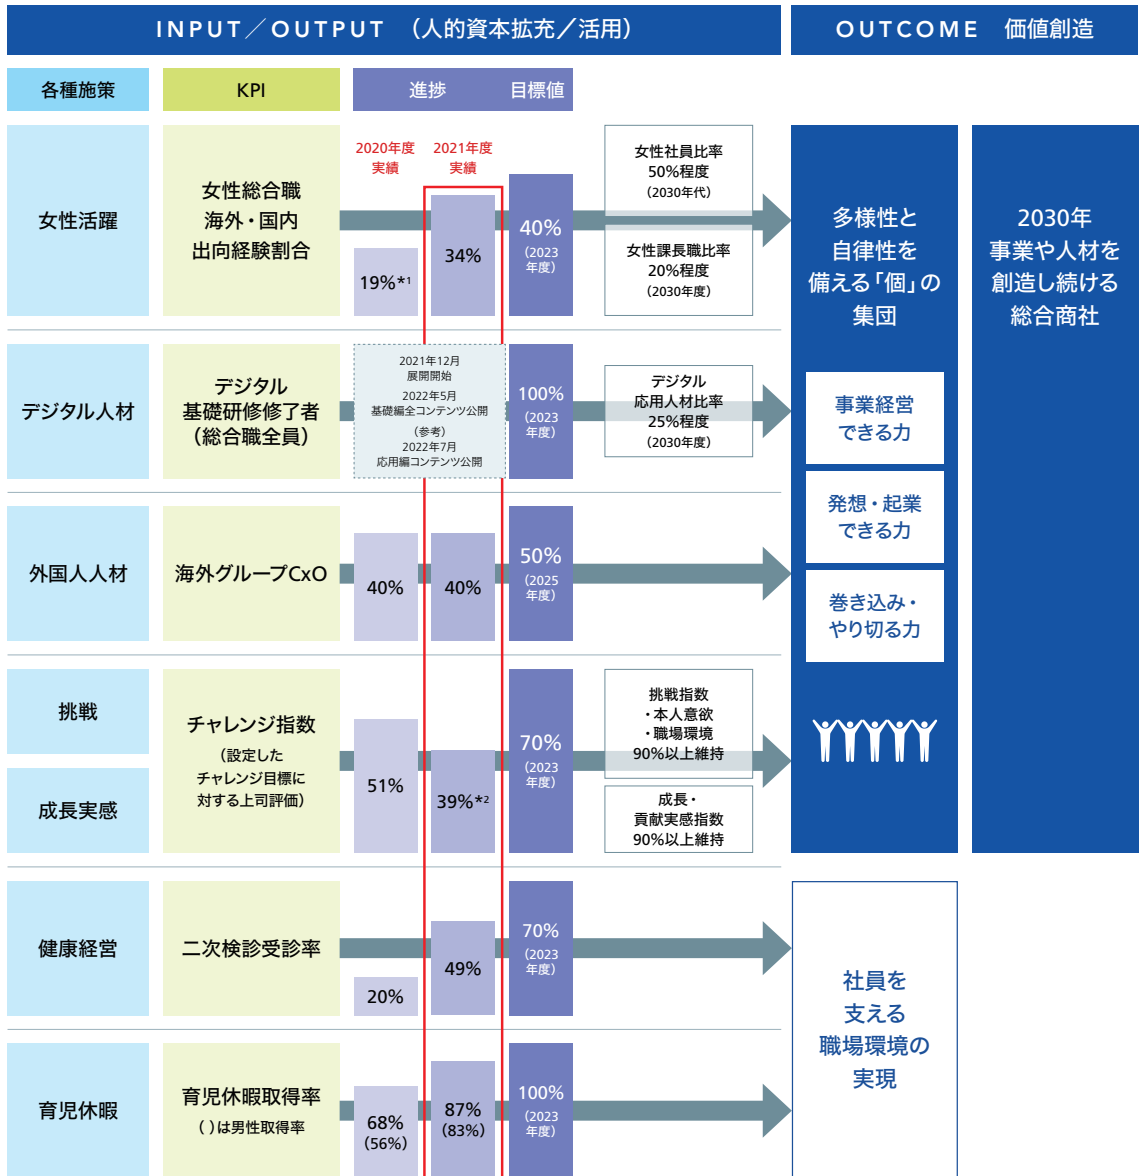 INPUT／OUTPUT （人的資本拡充／活用）
OUTCOME 価値創造
各種施策
KPI
進捗
目標値
2020年度
実績
2021年度
実績
女性活躍
女性総合職
海外・国内
出向経験割合
19%*1
34%
40%
（2023
年度）
女性社員比率
50%程度
（2030年代）
女性課長職比率
20%程度
（2030年度）
デジタル人材
デジタル
基礎研修修了者
（総合職全員）
2021年12月
展開開始
2022年5月
基礎編全コンテンツ公開
（参考）
2022年7月
応用編コンテンツ公開
100%
（2023
年度）
デジタル
応用人材比率
25%程度
（2030年度）
外国人人材
海外グループCxO
40%
40%
50%
（2025
年度）
挑戦
成長実感
チャレンジ指数
（設定した
チャレンジ目標に
対する上司評価）
51%
39%*2
70%
（2023
年度）
挑戦指数
・本人意欲
・職場環境
90%以上維持
成長・
貢献実感指数
90%以上維持
健康経営
二次検診受診率
20%
49%
70%
（2023
年度）
育児休暇
育児休暇取得率
（ ）は男性取得率
68%
(56%)
87%
(83%)
100%
（2023
年度）
多様性と
自律性を
備える「個」の
集団
事業経営
できる力
発想・起業
できる力
巻き込み・
やり切る力
2030年
事業や人材を
創造し続ける
総合商社
社員を
支える
職場環境の
実現